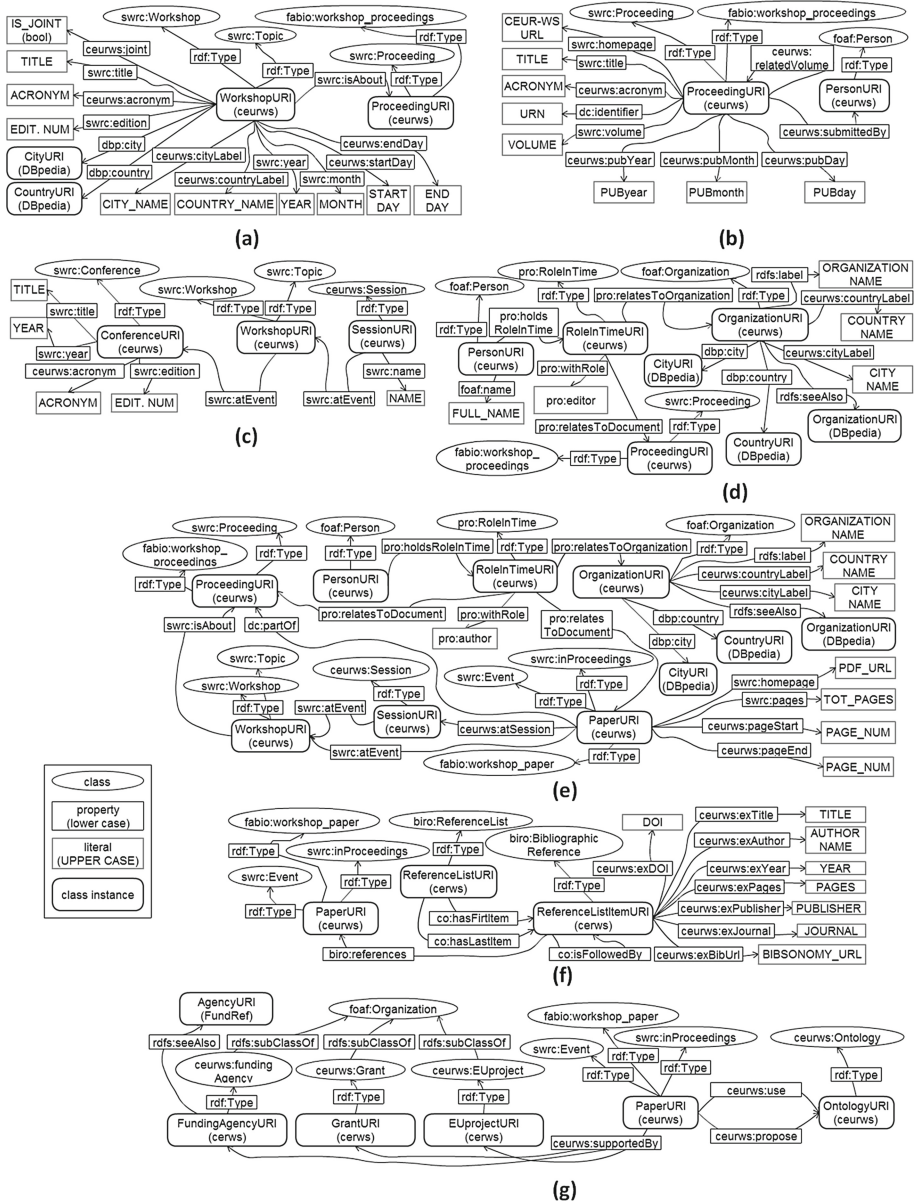 swrc:Workshop
fabio:workshop_proceedings
IS_JOINT
(bool)
ceurws:joint
swrc:Topic
rdf:Type
rdf:Type
TITLE
swrc:title
rdf:Type
swrc:Proceeding
rdf:Type
swrc:isAbout
rdf:Type
ACRONYM
ceurws:acronym
WorkshopURI
(ceurws)
ProceedingURI
(ceurws)
EDIT. NUM
swrc:edition
dbp:city
CityURI
(DBpedia)
dbp:country
ceurws:cityLabel
ceurws:endDay
swrc:year
ceurws:startDay
CountryURI
(DBpedia)
ceurws:countryLabel
swrc:month
CITY_NAME
COUNTRY_NAME
YEAR
MONTH
START
DAY
END
DAY
(a)
CEUR-WS
URL
swrc:Proceeding
fabio:workshop_proceedings
rdf:Type
swrc:homepage
rdf:Type
foaf:Person
TITLE
swrc:title
ceurws:
relatedVolume
rdf:Type
ACRONYM
ceurws:acronym
ProceedingURI
(ceurws)
PersonURI
(ceurws)
URN
dc:identifier
swrc:volume
ceurws:submittedBy
VOLUME
ceurws:pubYear
ceurws:pubMonth
ceurws:pubDay
PUByear
PUBmonth
PUBday
(b)
swrc:Conference
swrc:Topic
TITLE
swrc:Workshop
ceurws:Session
swrc:title
rdf:Type
rdf:Type
rdf:Type
rdf:Type
YEAR
ConferenceURI
(ceurws)
WorkshopURI
(ceurws)
SessionURI
(ceurws)
swrc:year
ceurws:acronym
swrc:edition
swrc:name
swrc:atEvent
swrc:atEvent
ACRONYM
EDIT. NUM
NAME
(c)
pro:RoleInTime
foaf:Organization
rdfs:label
ORGANIZATION
NAME
foaf:Person
rdf:Type
pro:relatesToOrganization
rdf:Type
ceurws:countryLabel
rdf:Type
pro:holds
RoleInTime
RoleInTimeURI
(ceurws)
OrganizationURI
(ceurws)
COUNTRY
NAME
PersonURI
(ceurws)
dbp:city
ceurws:cityLabel
pro:withRole
CityURI
(DBpedia)
foaf:name
dbp:country
CITY
NAME
FULL_NAME
pro:editor
swrc:Proceeding
rdfs:seeAlso
pro:relatesToDocument
rdf:Type
OrganizationURI
(DBpedia)
fabio:workshop_
proceedings
rdf:Type
ProceedingURI
(ceurws)
CountryURI
(DBpedia)
(d)
swrc:Proceeding
foaf:Person
pro:RoleInTime
foaf:Organization
ORGANIZATION
NAME
fabio:workshop_
proceedings
rdf:Type
rdf:Type
pro:holdsRoleInTime
rdf:Type
pro:relatesToOrganization
rdf:Type
rdfs:label
rdf:Type
ProceedingURI
(ceurws)
PersonURI
(ceurws)
RoleInTimeURI
(ceurws)
OrganizationURI
(ceurws)
ceurws:countryLabel
COUNTRY
NAME
ceurws:cityLabel
CITY
NAME
rdfs:seeAlso
swrc:isAbout
dc:partOf
pro:relatesToDocument
pro:withRole
pro:relates
ToDocument
dbp:country
OrganizationURI
(DBpedia)
pro:author
dbp:city
CountryURI
(DBpedia)
swrc:Topic
ceurws:Session
swrc:inProceedings
CityURI
(DBpedia)
PDF_URL
swrc:Workshop
rdf:Type
swrc:Event
rdf:Type
swrc:homepage
rdf:Type
swrc:atEvent
rdf:Type
swrc:pages
TOT_PAGES
WorkshopURI
(ceurws)
SessionURI
(ceurws)
ceurws:atSession
PaperURI
(ceurws)
ceurws:pageStart
PAGE_NUM
swrc:atEvent
rdf:Type
ceurws:pageEnd
fabio:workshop_paper
PAGE_NUM
(e)
class
property
(lower case)
literal
(UPPER CASE)
class instance
fabio:workshop_paper
biro:ReferenceList
DOI
ceurws:exTitle
TITLE
rdf:Type
swrc:inProceedings
rdf:Type
biro:Bibliographic
Reference
ceurws:exAuthor
AUTHOR
NAME
swrc:Event
rdf:Type
ReferenceListURI
(cerws)
ceurws:exDOI
ceurws:exYear
YEAR
rdf:Type
rdf:Type
ceurws:exPages
PAGES
PaperURI
(cerws)
co:hasFirtItem
ReferenceListItemURI
(cerws)
ceurws:exPublisher
PUBLISHER
co:hasLastItem
ceurws:exJournal
JOURNAL
biro:references
co:isFollowedBy
ceurws:exBibUrl
BIBSONOMY_URL
(f)
AgencyURI
(FundRef)
foaf:Organization
fabio:workshop_paper
rdfs:seeAlso
rdfs:subClassOf
rdfs:subClassOf
rdfs:subClassOf
rdf:Type
swrc:inProceedings
ceurws:Ontology
swrc:Event
ceurws:funding
Agency
ceurws:Grant
ceurws:EUproject
rdf:Type
rdf:Type
rdf:Type
rdf:Type
rdf:Type
rdf:Type
ceurws:use
FundingAgencyURI
(cerws)
GrantURI
(cerws)
EUprojectURI
(cerws)
PaperURI
(cerws)
OntologyURI
(cerws)
ceurws:supportedBy
ceurws:propose
(g)